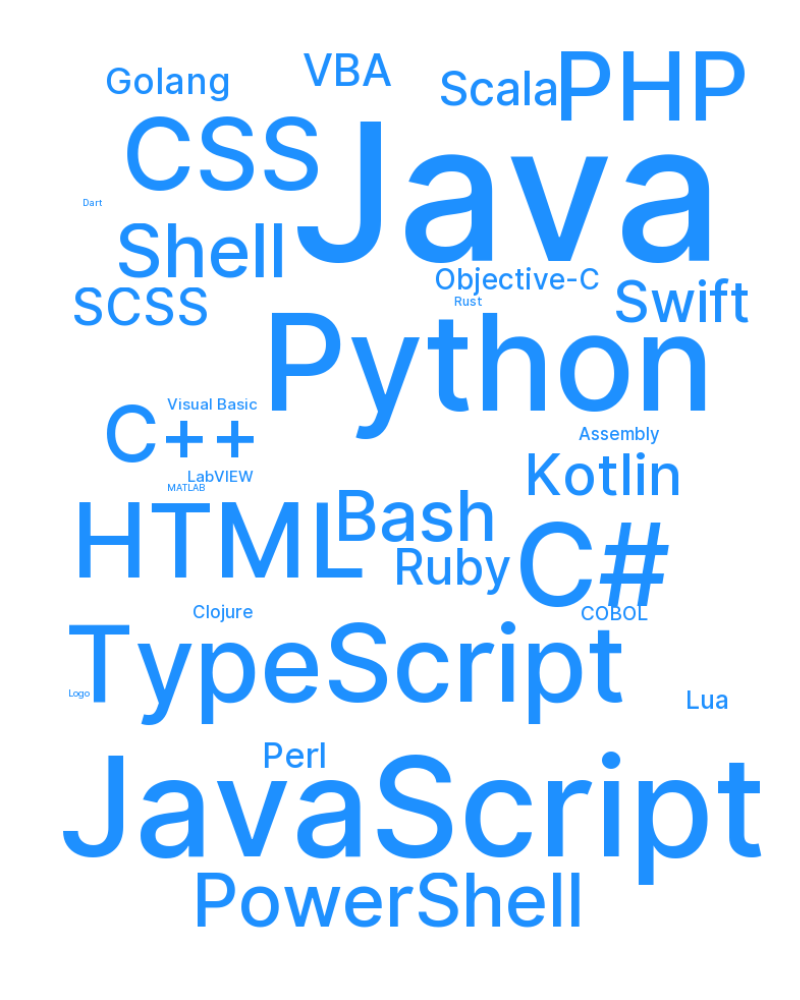 VBA
Golang
Scala
PHP
CSS
Java
Dart
Shell
Objective-C
Rust
SCSS
Swift
Python
Visual Basic
C++
Assembly
LabVIEW
MATLAB
Kotlin
HTML
Bash
Ruby
C#
Clojure
COBOL
TypeScript
Logo
Lua
Perl
JavaScript
PowerShell